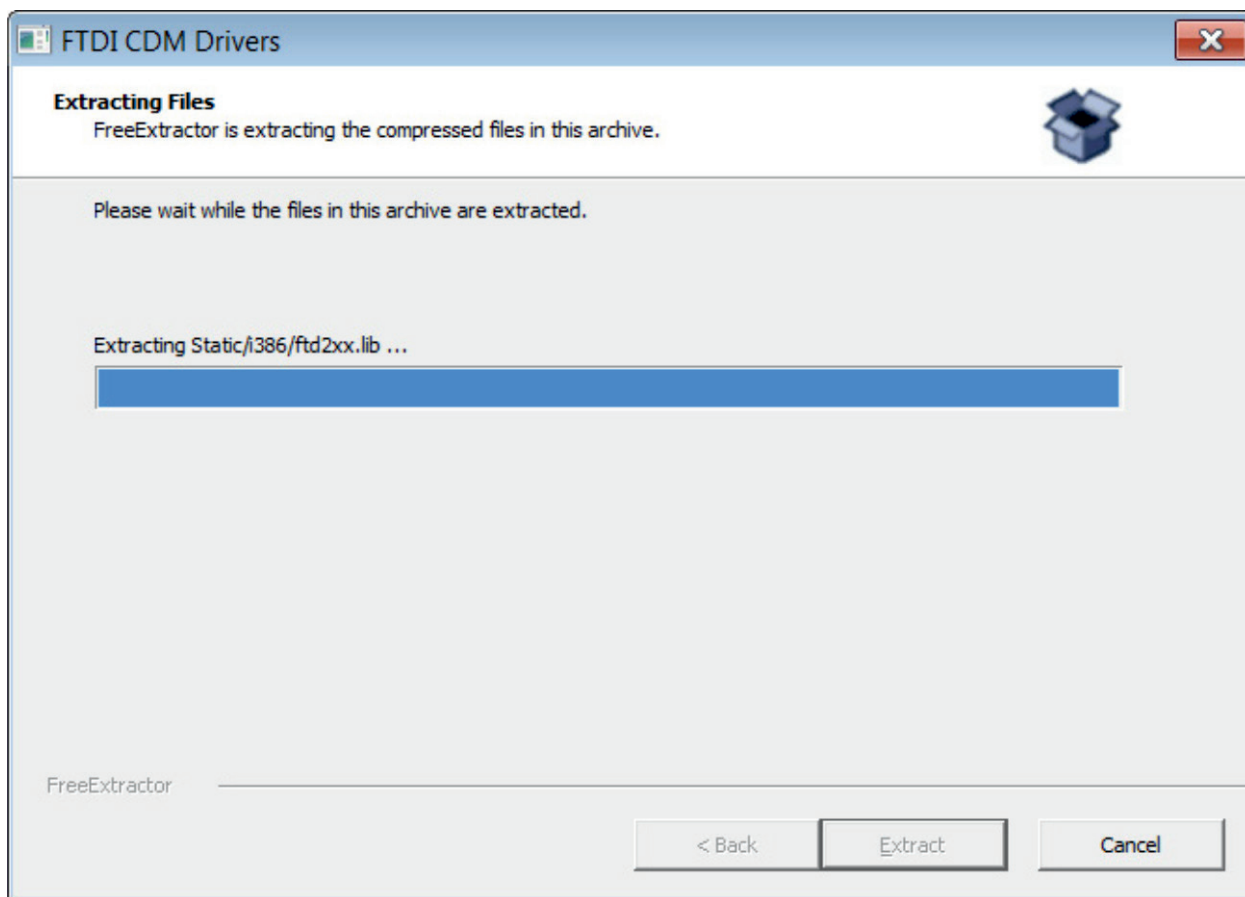 FTDI CDM Drivers
Extracting Files
FreeExtractor is extracting the compressed files in this archive.
Please wait while the files in this archive are extracted.
Extracting Static/i386/ftd2xx.lib ...
FreeExtractor
< Back
Extract
Cancel